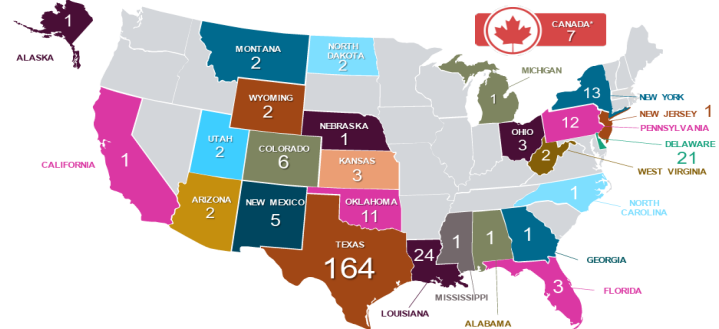 1
ALASKA
CANADA*
7
MONTANA
2
NORTH
DAKOTA
2
MICHIGAN
1
WYOMING
2
NEBRASKA
1
UTAH
2
COLORADO
6
KANSAS
3
CALIFORNIA
1
ARIZONA
2
NEW MEXICO
5
OKLAHOMA
11
TEXAS
164
OHIO
3
13
NEW YORK
NEW JERSEY 1
12
PENNSYLVANIA
DELAWARE
21
2
WEST VIRGINIA
1
NORTH
CAROLINA
24
LOUISIANA
1
MISSISSIPPI
1
ALABAMA
1
GEORGIA
3
FLORIDA